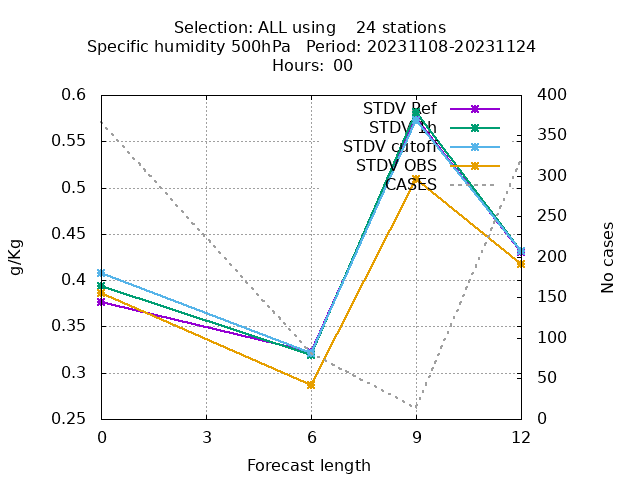 Selection: ALL using    24 stations
Specific humidity 500hPa   Period: 20231108-20231124
Hours:  00
g/Kg
No cases
0.6
0.55
0.5
0.45
0.4
0.35
0.3
0.25
400
350
300
250
200
150
100
50
0
STDV Ref
STDV 1h
STDV cutoff
STDV OBS
CASES
0 3 6 9 12
Forecast length